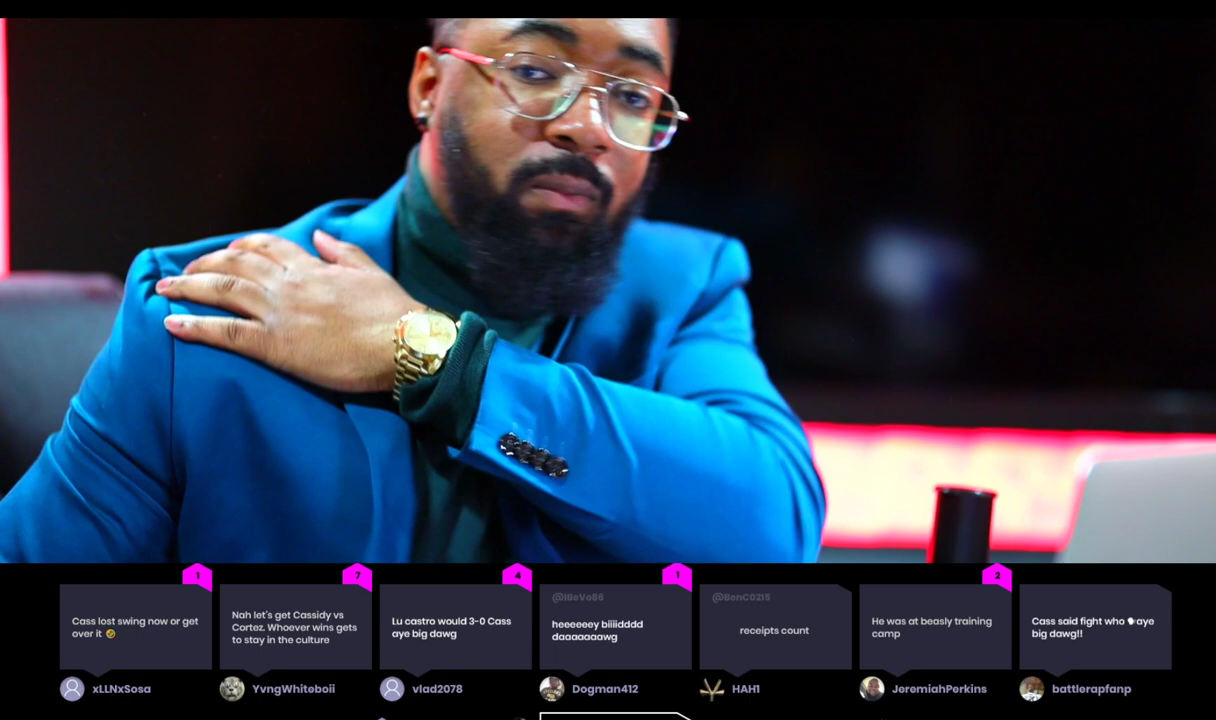 1
7
4
1
2
Cass lost swing now or get
over it 🤣
Nah let's get Cassidy vs
Cortez. Whoever wins gets
to stay in the culture
Lu castro would 3-0 Cass
aye big dawg
heeeeeey biiiidddd
daaaaaaawg
@BenC0215
receipts count
He was at beasly training
camp
Cass said fight who 🗣aye
big dawg!!
xLLNxSosa
YvngWhiteboii
vlad2078
Dogman412
HAH1
JeremiahPerkins
battlerapfanp